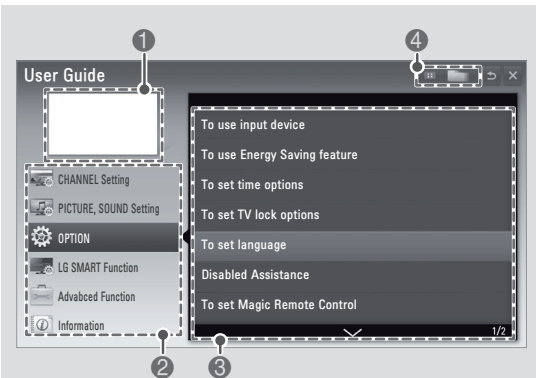 1
4
User Guide
CHANNEL Setting
PICTURE, SOUND Setting
OPTION
LG SMART Function
Advabced Function
Information
To use input device
To use Energy Saving feature
To set time options
To set TV lock options
To set language
Disabled Assistance
To set Magic Remote Control
1/2
2
3